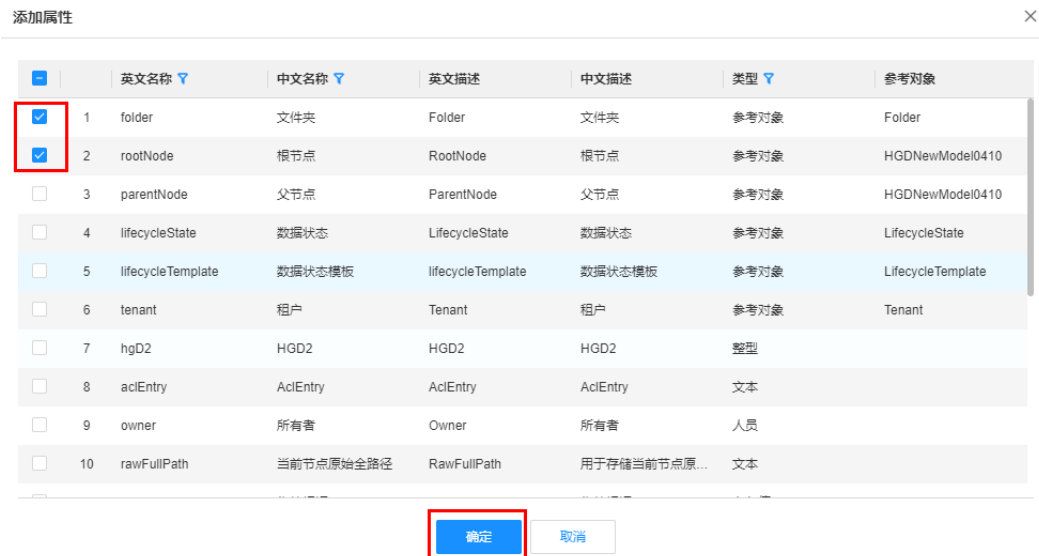 添加属性
英文名称 中文名称 英文描述 中文描述 类型 参考对象
1 folder 文件夹 Folder 文件夹 参考对象 Folder
2 rootNode 根节点 RootNode 根节点 参考对象 HGDNewModel0410
3 parentNode 父节点 ParentNode 父节点 参考对象 HGDNewModel0410
4 lifecycleState 数据状态 LifecycleState 数据状态 参考对象 LifecycleState
5 lifecycleTemplate 数据状态模板 lifecycleTemplate 数据状态模板 参考对象 LifecycleTemplate
6 tenant 租户 Tenant 租户 参考对象 Tenant
7 hgD2 HGD2 HGD2 HGD2 整型
8 aclEntry AclEntry AclEntry AclEntry 文本
9 owner 所有者 Owner 所有者 人员
10 rawFullPath 当前节点原始全路径 RawFullPath 用于存储当前节点原... 文本
确定 取消